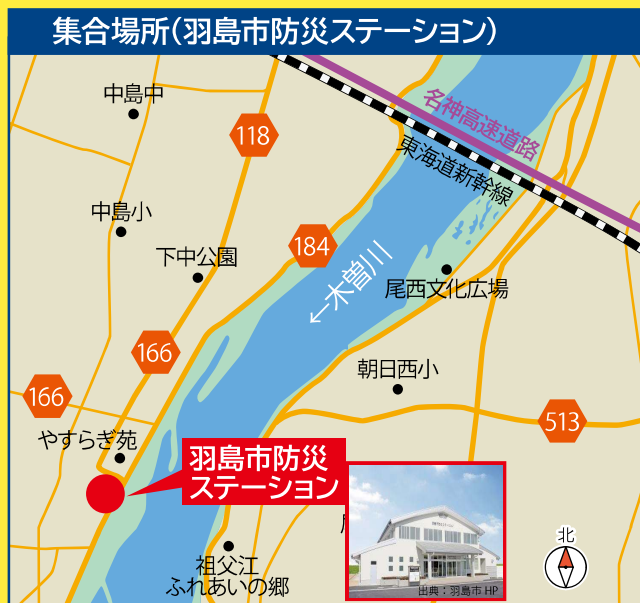 集合場所(羽島市防災ステーション)
中島中
118
名神高速道路
東海道新幹線
中島小
下中公園
184
←木曽川
尾西文化広場
166
朝日西小
166
513
やすらぎ苑
羽島市防災
ステーション
北
祖父江
ふれあいの郷
出典:羽島市 HP